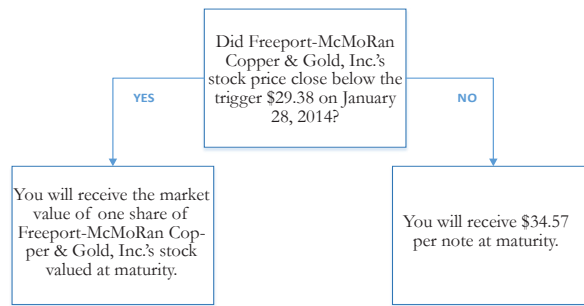 Did Freeport-McMoRan
Copper & Gold, Inc.'s
stock price close below the
trigger $29.38 on January
28, 2014?
YES
NO
You will receive the market
value of one share of
Freeport-McMoRan Cop-
per & Gold, Inc.'s stock
valued at maturity.
You will receive $34.57
per note at maturity.